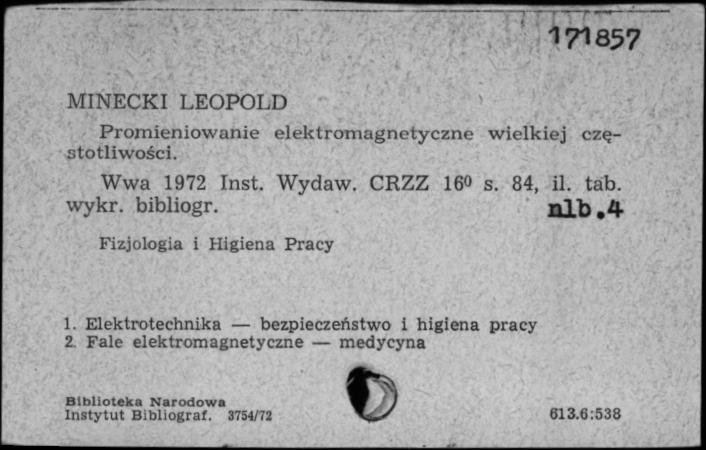 171857
MINECKI LEOPOLD
Promieniowanie elektromagnetyczne wielkiej czę-
stotliwości.
Wwa 1972 Inst. Wydaw. CRZZ 16⁰ s. 84, il. tab.
wykr. bibliogr. nlb.4
Fizjologia i Higiena Pracy
1. Elektrotechnika — bezpieczeństwo i higiena pracy
2. Fale elektromagnetyczne — medycyna
Biblioteka Narodowa
Instytut Bibliograf. 3754/72 613.6:538